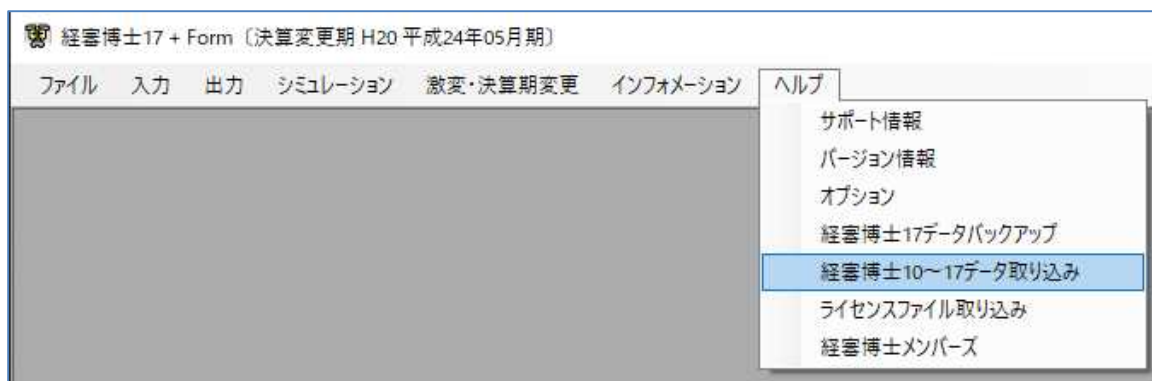 経審博士17 + Form〔決算変更期 H20 平成24年05月期〕
ファイル 入力 出力 シミュレーション 激変・決算期変更 インフォメーション ヘルプ
サポート情報
バージョン情報
オプション
経審博士17データバックアップ
経審博士10～17データ取り込み
ライセンスファイル取り込み
経審博士メンバーズ